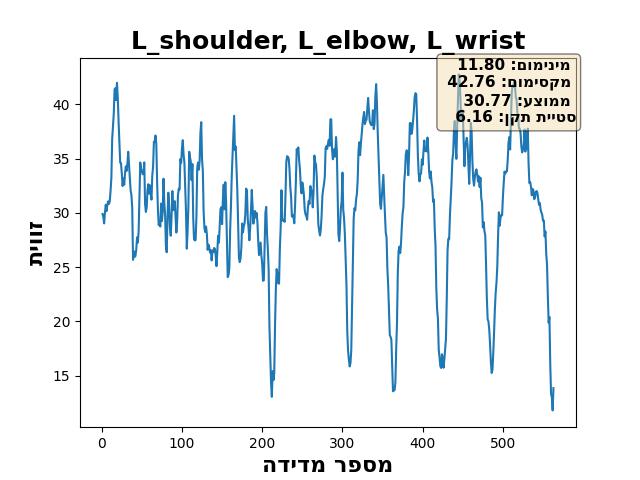 L_shoulder, L_elbow, L_wrist
מינימום: 11.80
מקסימום: 42.76
ממוצע: 30.77
סטיית תקן: 6.16
זווית
40
35
30
25
20
15
0 100 200 300 400 500
מספר מדידה